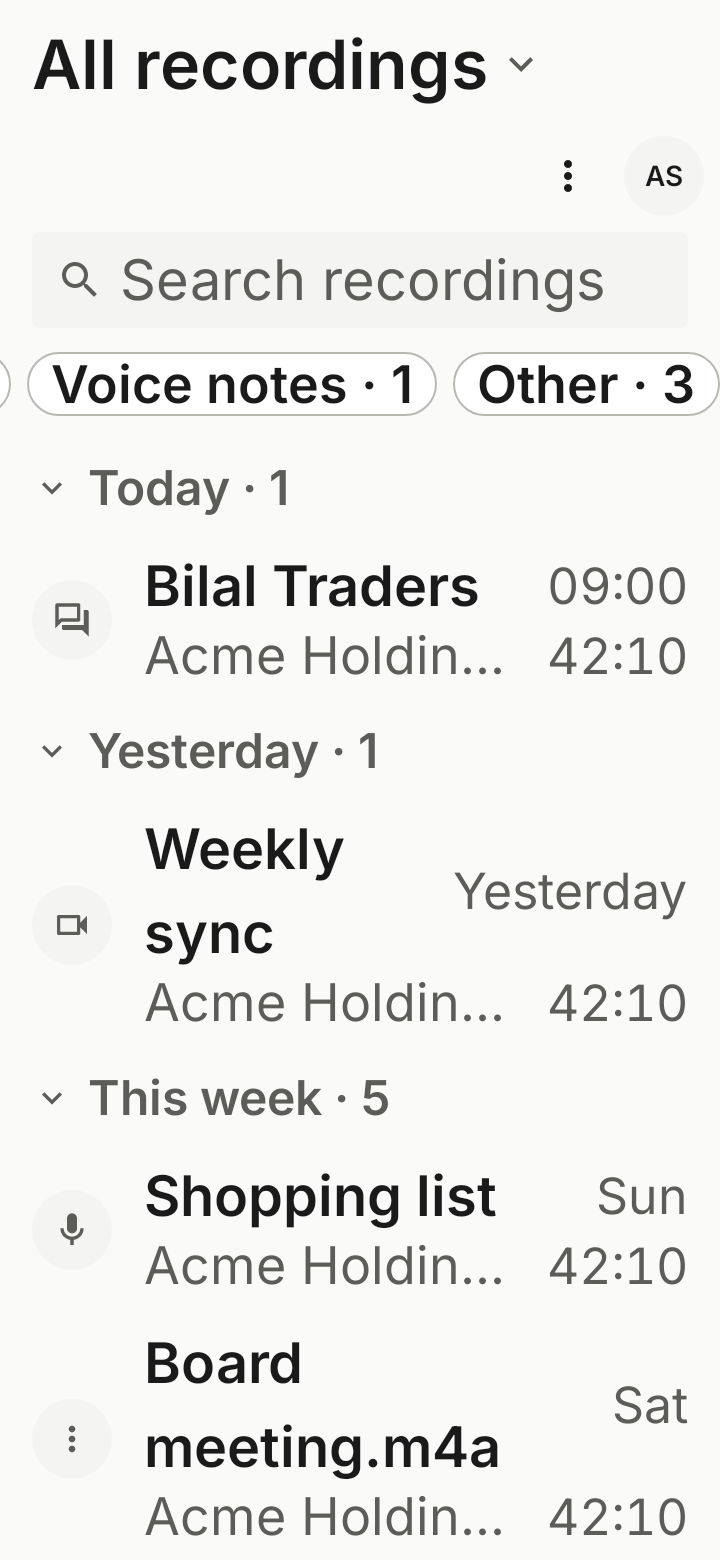 All recordings
AS
Search recordings
Voice notes · 1
Other · 3
Today · 1
Bilal Traders 09:00
Acme Holdin... 42:10
Yesterday · 1
Weekly
sync
Yesterday
Acme Holdin... 42:10
This week · 5
Shopping list Sun
Acme Holdin... 42:10
Board
meeting.m4a
Sat
Acme Holdin... 42:10